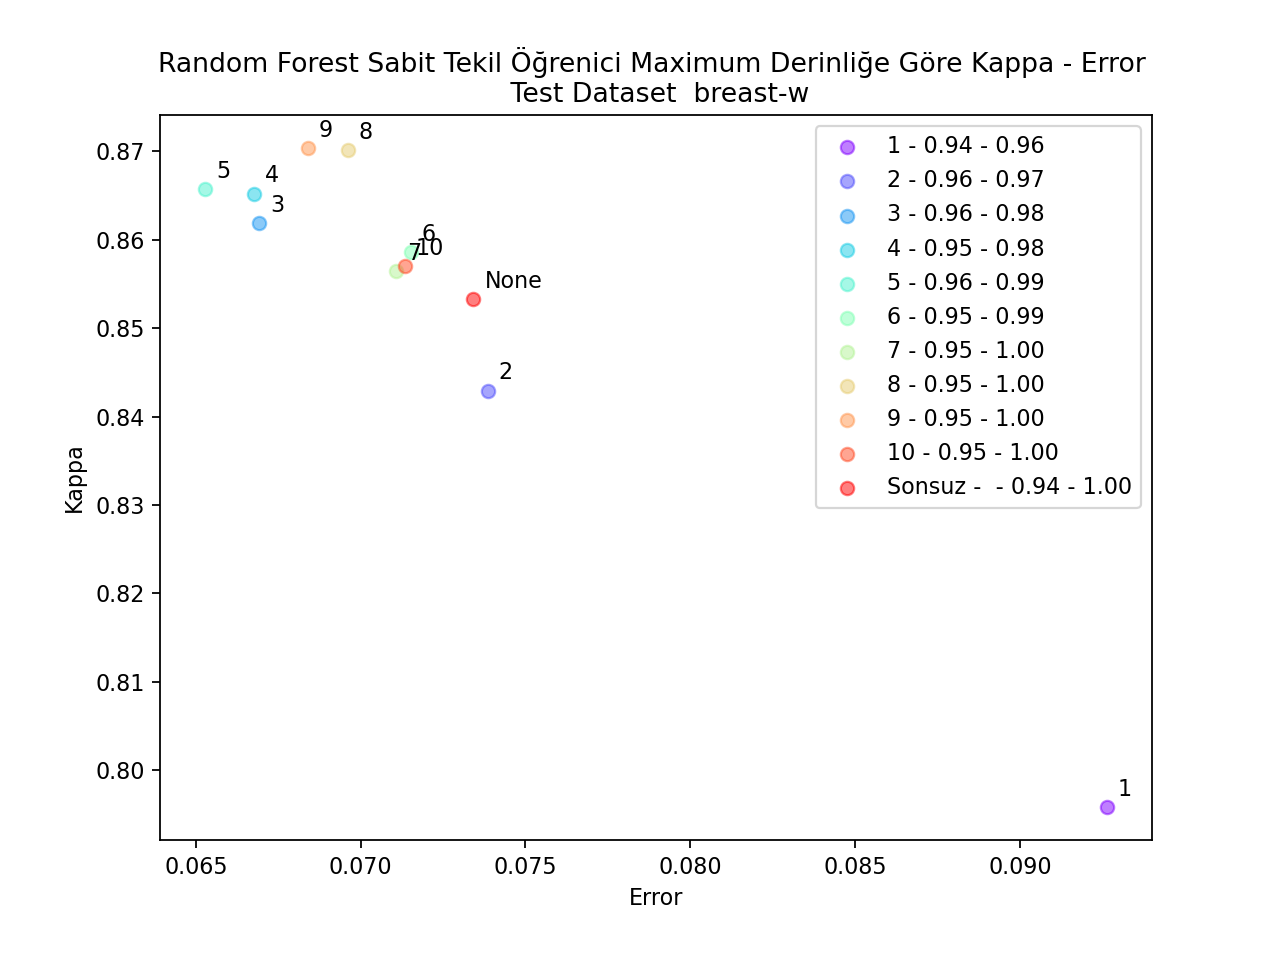 Random Forest Sabit Tekil Öğrenici Maximum Derinliğe Göre Kappa - Error
Test Dataset  breast-w
0.87
0.86
0.85
0.84
0.83
0.82
0.81
0.80
Kappa
9
8
5
4
3
6
10
7
None
2
1
1 - 0.94 - 0.96
2 - 0.96 - 0.97
3 - 0.96 - 0.98
4 - 0.95 - 0.98
5 - 0.96 - 0.99
6 - 0.95 - 0.99
7 - 0.95 - 1.00
8 - 0.95 - 1.00
9 - 0.95 - 1.00
10 - 0.95 - 1.00
Sonsuz -  - 0.94 - 1.00
0.065 0.070 0.075 0.080 0.085 0.090
Error